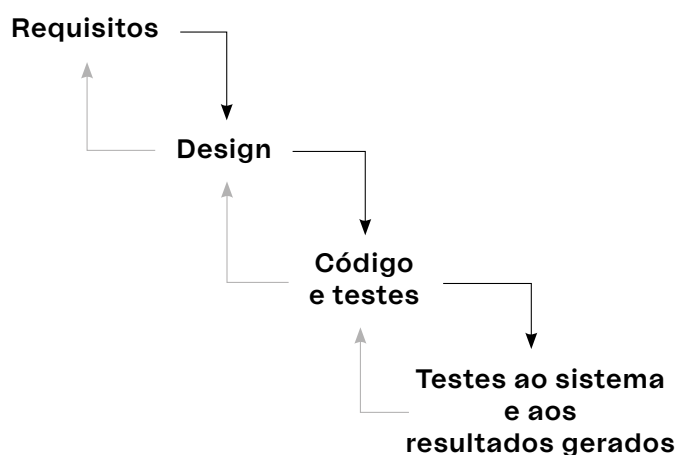 Requisitos
Design
Código
e testes
Testes ao sistema
e aos
resultados gerados